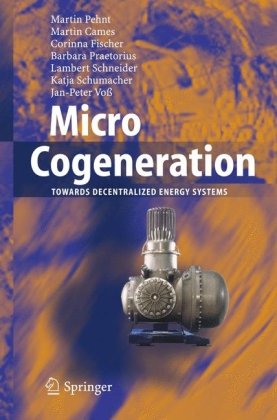 Martin Pehnt
Martin Cames
Corinna Fischer
Barbara Praetorius
Lambert Schneider
Katja Schumacher
Jan-Peter Voß
Micro
Cogeneration
TOWARDS DECENTRALIZED ENERGY SYSTEMS
Springer